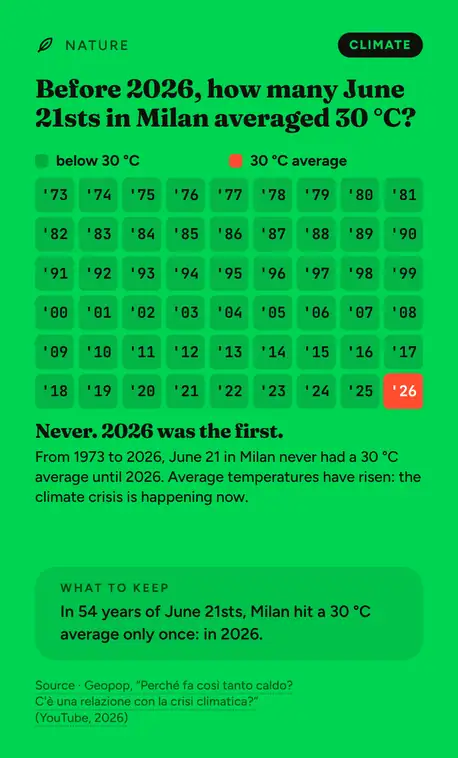 NATURE
CLIMATE
Before 2026, how many June
21sts in Milan averaged 30 °C?
below 30 °C
30 °C average
'73 '74 '75 '76 '77 '78 '79 '80 '81
'82 '83 '84 '85 '86 '87 '88 '89 '90
'91 '92 '93 '94 '95 '96 '97 '98 '99
'00 '01 '02 '03 '04 '05 '06 '07 '08
'09 '10 '11 '12 '13 '14 '15 '16 '17
'18 '19 '20 '21 '22 '23 '24 '25 '26
Never. 2026 was the first.
From 1973 to 2026, June 21 in Milan never had a 30 °C
average until 2026. Average temperatures have risen: the
climate crisis is happening now.
WHAT TO KEEP
In 54 years of June 21sts, Milan hit a 30 °C
average only once: in 2026.
Source · Geopop, “Perché fa così tanto caldo?
C’è una relazione con la crisi climatica?”
(YouTube, 2026)